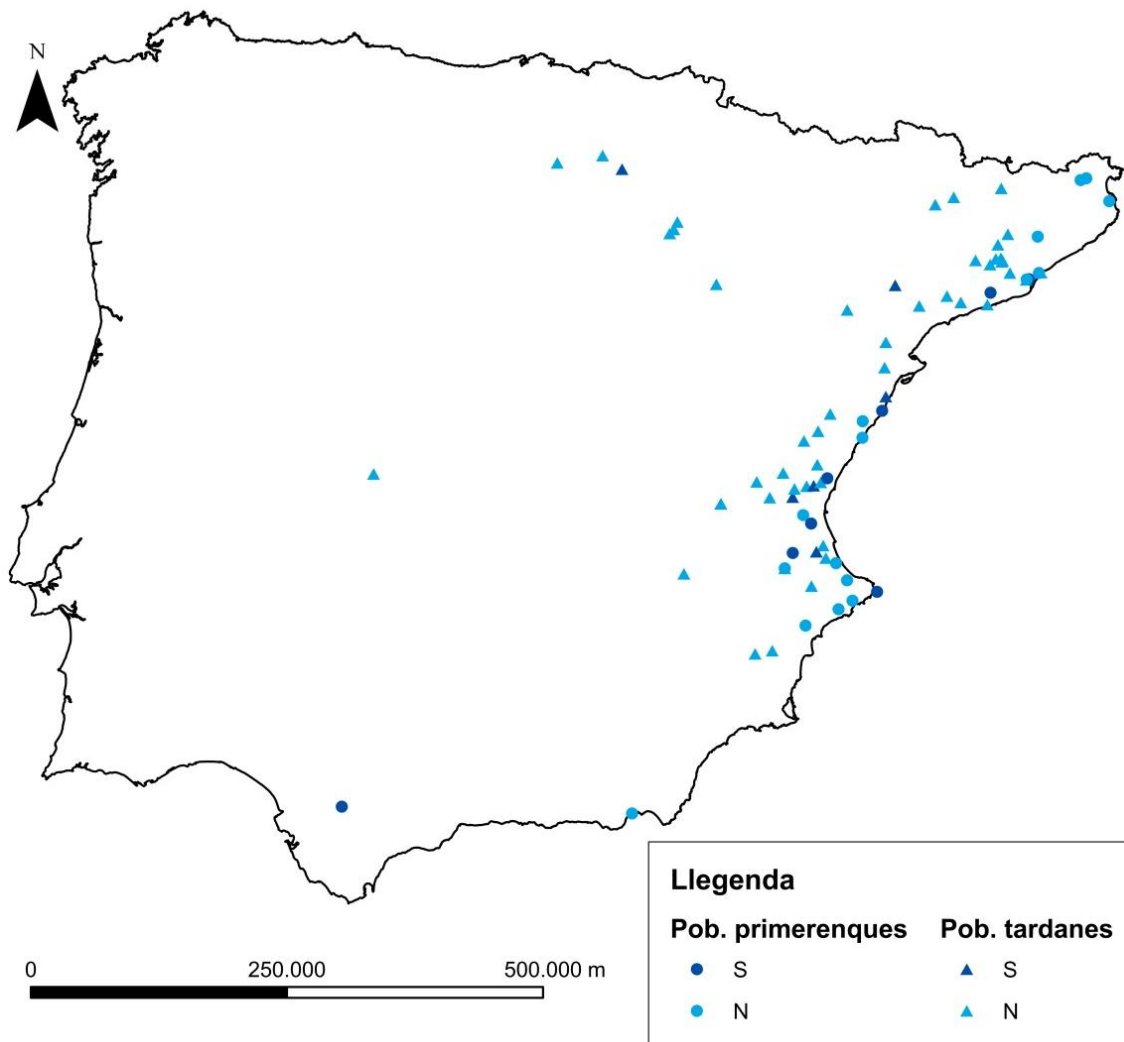 N
Llegenda
Pob. primerenques Pob. tardanes
S S
N N
0 250.000 500.000 m